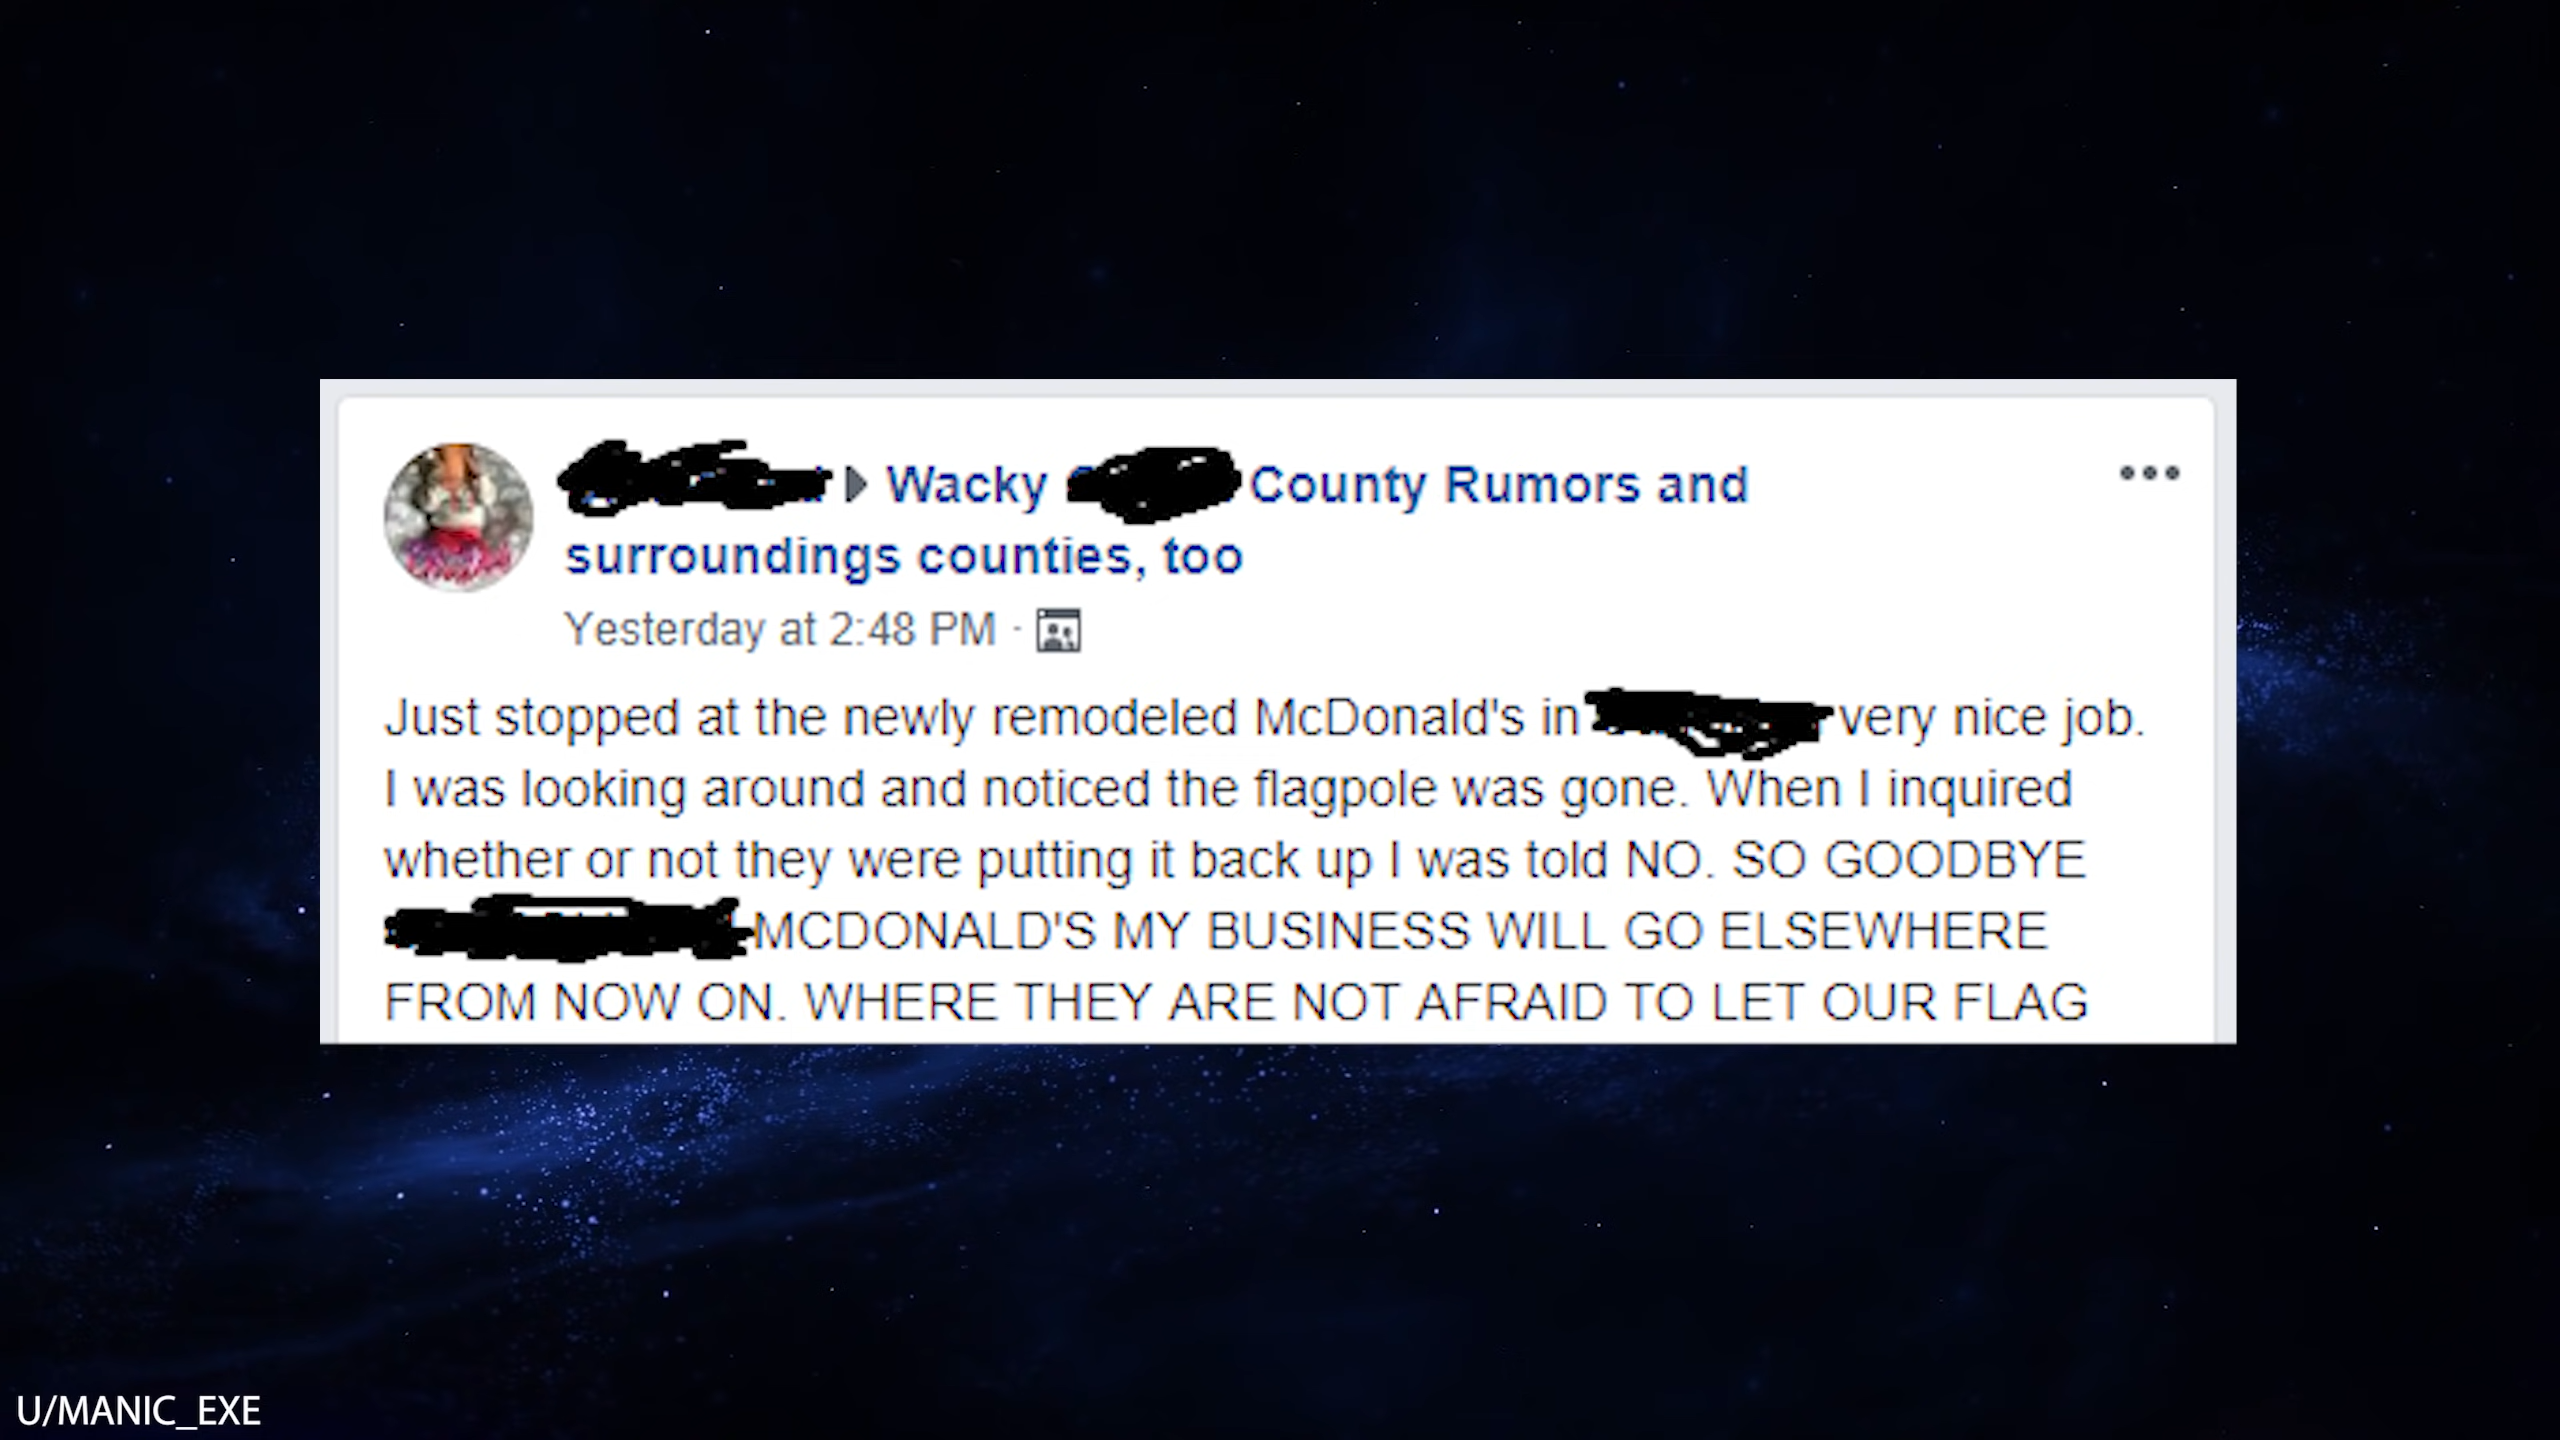 Wacky County Rumors and
surroundings counties, too
Yesterday at 2:48 PM ·
Just stopped at the newly remodeled McDonald's in very nice job.
I was looking around and noticed the flagpole was gone. When I inquired
whether or not they were putting it back up I was told NO. SO GOODBYE
MCDONALD'S MY BUSINESS WILL GO ELSEWHERE
FROM NOW ON. WHERE THEY ARE NOT AFRAID TO LET OUR FLAG
U/MANIC_EXE